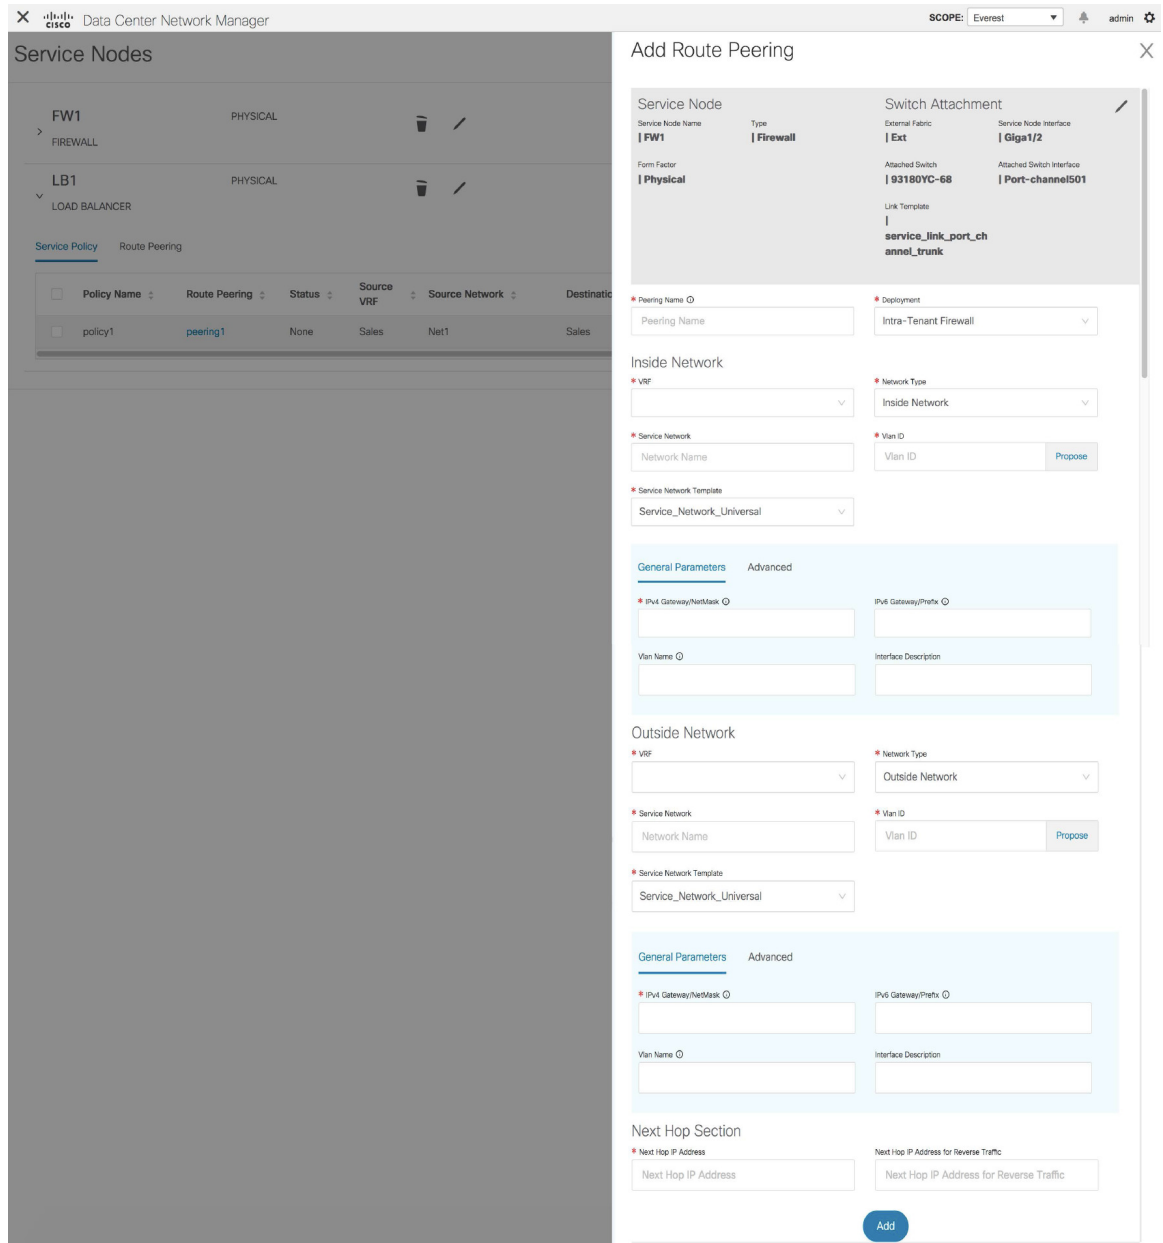 CISCO Data Center Network Manager
SCOPE: Everest
admin
Service Nodes
FW1 PHYSICAL
FIREWALL
LB1 PHYSICAL
LOAD BALANCER
Service Policy Route Peering
Policy Name Route Peering Status Source VRF Source Network Destinatio
policy1 peering1 None Sales Net1 Sales
Add Route Peering
Service Node Switch Attachment
Service Node Name Type External Fabric Service Node Interface
| FW1 | Firewall | Ext | Giga1/2
Form Factor Attached Switch Attached Switch Interface
| Physical | 93180YC-68 | Port-channel501
Link Template
|
service_link_port_ch
annel_trunk
* Peering Name * Deployment
Peering Name Intra-Tenant Firewall
Inside Network
* VRF * Network Type
Inside Network
* Service Network * Vlan ID
Network Name Vlan ID Propose
* Service Network Template
Service_Network_Universal
General Parameters Advanced
* IPv4 Gateway/NetMask IPv6 Gateway/Prefix
Vlan Name Interface Description
Outside Network
* VRF * Network Type
Outside Network
* Service Network * Vlan ID
Network Name Vlan ID Propose
* Service Network Template
Service_Network_Universal
General Parameters Advanced
* IPv4 Gateway/NetMask IPv6 Gateway/Prefix
Vlan Name Interface Description
Next Hop Section
* Next Hop IP Address Next Hop IP Address for Reverse Traffic
Next Hop IP Address Next Hop IP Address for Reverse Traffic
Add